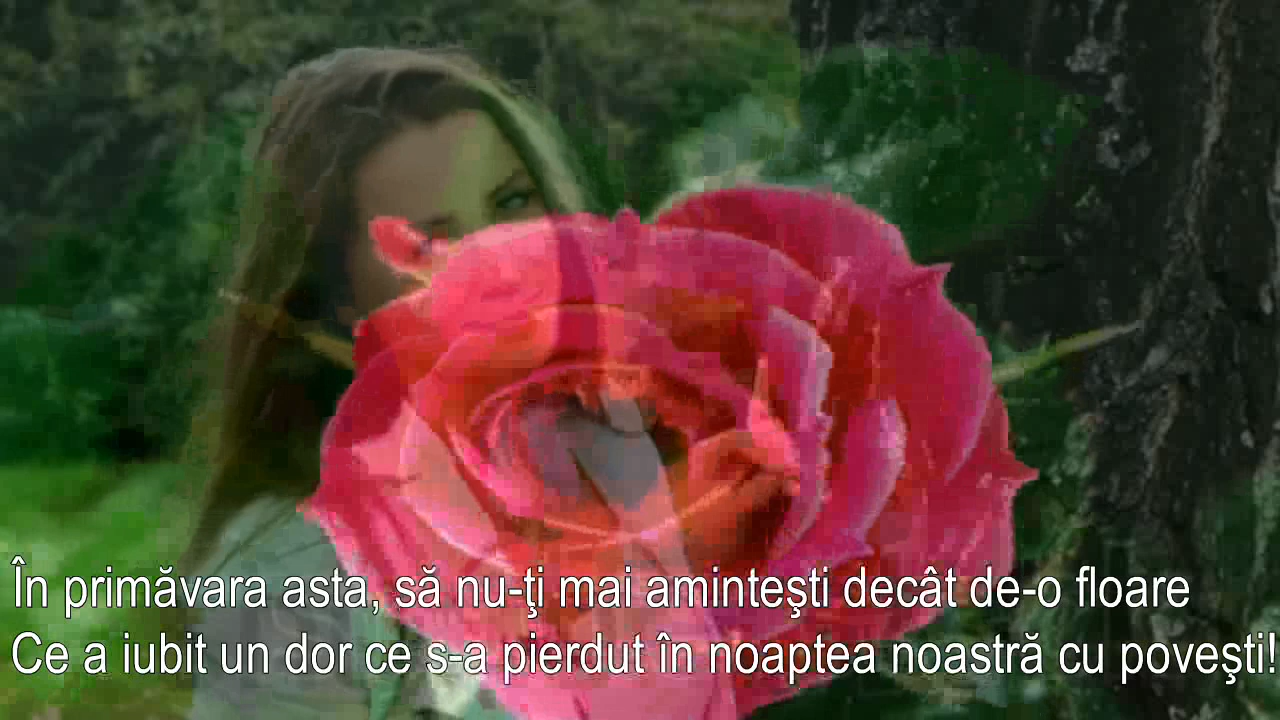 În primăvara asta, să nu-ţi mai aminteşti decât de-o floare
Ce a iubit un dor ce s-a pierdut în noaptea noastră cu poveşti!